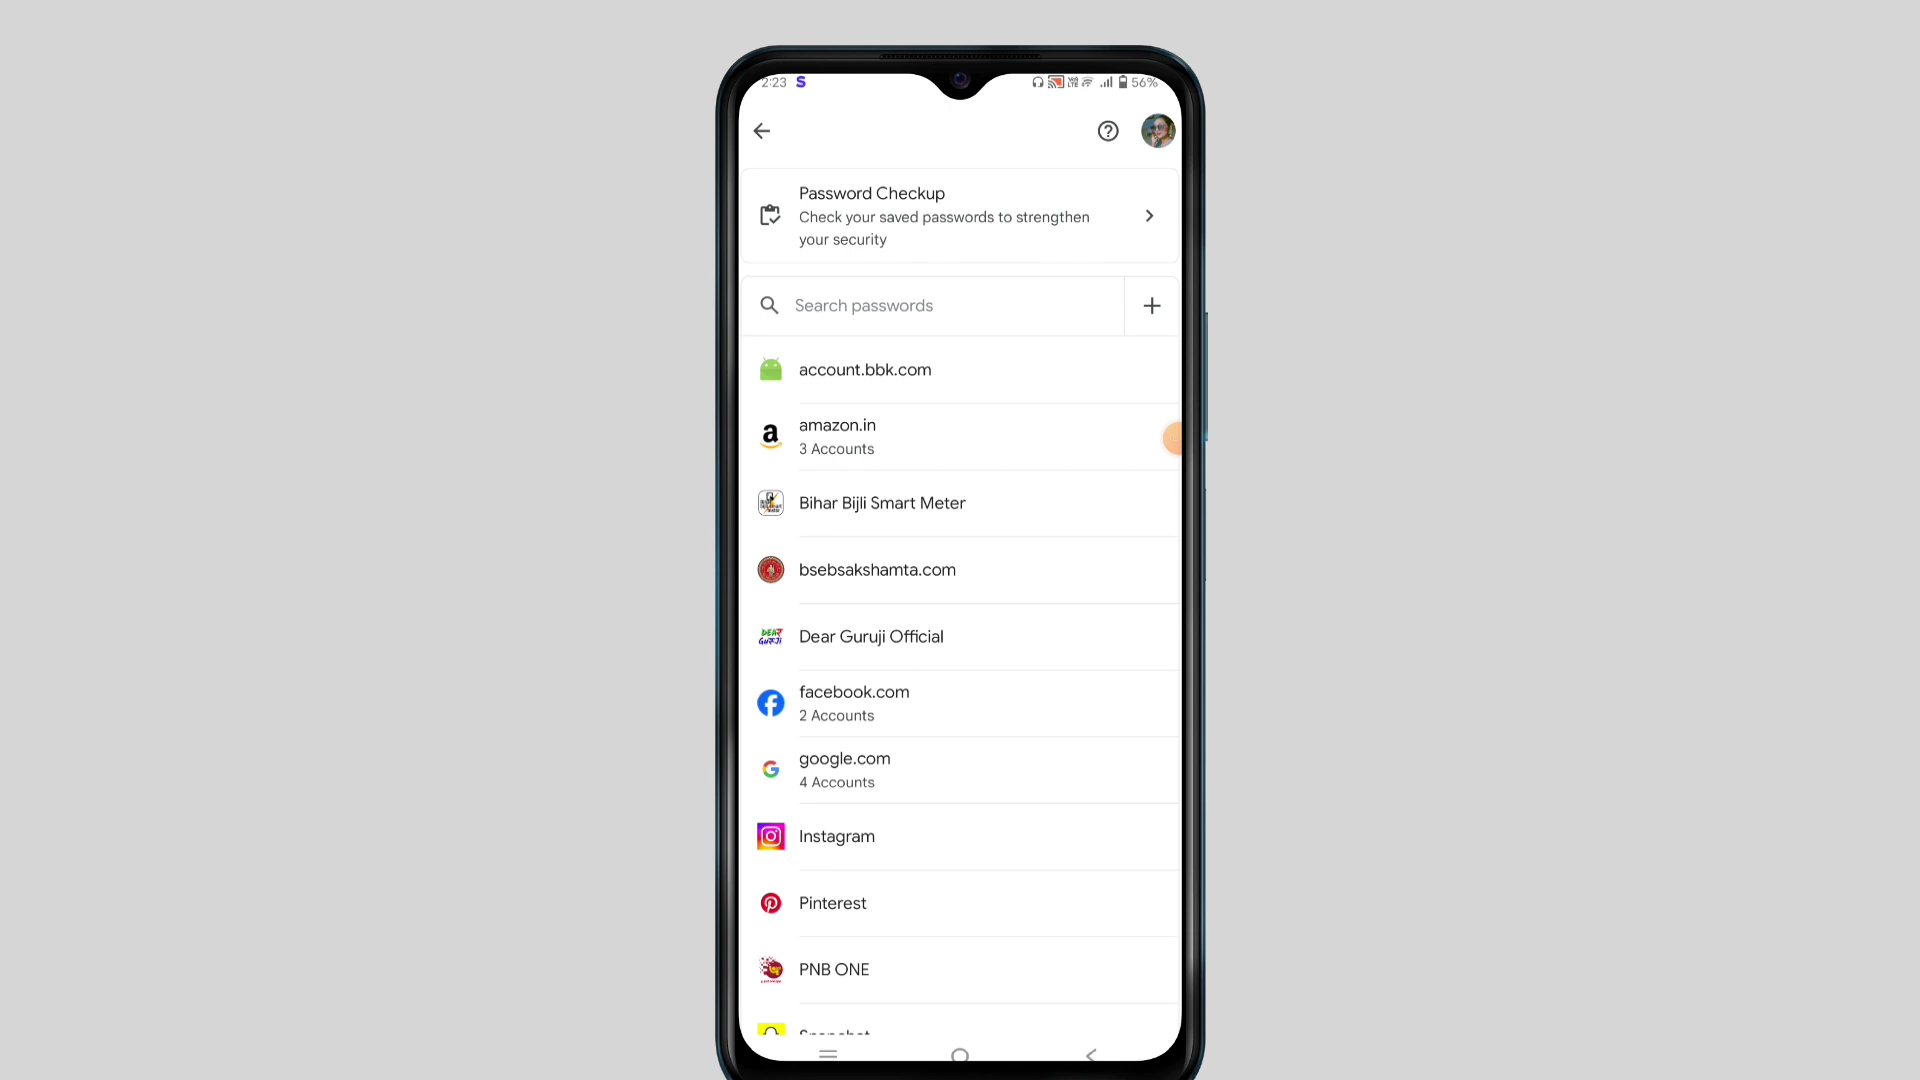 2:23 S 56%
Password Checkup
Check your saved passwords to strengthen
your security
Search passwords
account.bbk.com
amazon.in
3 Accounts
Bihar Bijli Smart Meter
bsebsakshamta.com
Dear Guruji Official
facebook.com
2 Accounts
google.com
4 Accounts
Instagram
Pinterest
PNB ONE